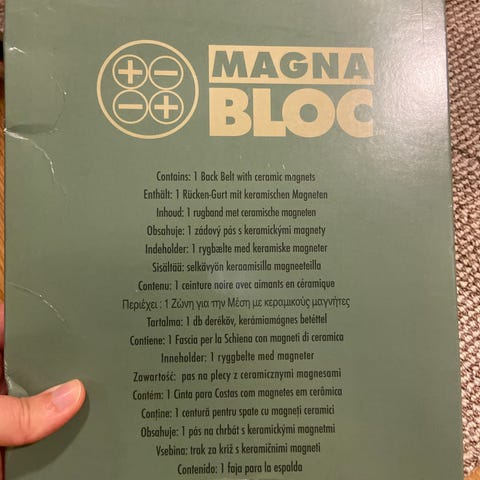 MAGNA
BLOC
Contains: 1 Back Belt with ceramic magnets
Enthält: 1 Rücken-Gurt mit keramischen Magneten
Inhoud: 1 rugband met ceramische magneten
Obsahuje: 1 zádový pás s keramickými magnety
Indeholder: 1 rygbælte med keramiske magneter
Sisältää: selkävyön keraamisilla magneeteilla
Contenu: 1 ceinture noire avec aimants en céramique
Περιέχει : 1 Ζώνη για την Μέση με κεραμικούς μαγνήτες
Tartalma: 1 db deréköv, kerámiamágnes betéttel
Contiene: 1 Fascia per la Schiena con magneti di ceramica
Inneholder: 1 ryggbelte med magneter
Zawartość: pas na plecy z ceramicznymi magnesami
Contém: 1 Cinta para Costas com magnetes em cerâmica
Conține: 1 centură pentru spate cu magneți ceramici
Obsahuje: 1 pás na chrbát s keramickými magnetmi
Vsebina: trak za križ s keramičnimi magneti
Contenido: 1 faja para la espalda